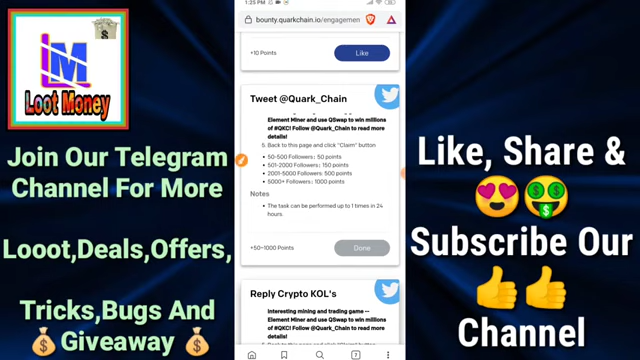 LM
Loot Money
Join Our Telegram
Channel For More
Looot,Deals,Offers,
Tricks,Bugs And
Giveaway
1:25 PM
bounty.quarkchain.io/engagemen
+10 Points
Like
Tweet @Quark_Chain
Element Miner and use QSwap to win millions
of #QKC! Follow @Quark_Chain to read more
details!
5. Back to this page and click "Claim" button
• 50-500 Followers: 50 points
• 501-2000 Followers: 150 points
• 2001-5000 Followers: 500 points
• 5000+ Followers: 1000 points
Notes
• The task can be performed up to 1 times in 24
hours.
+50~1000 Points
Done
Reply Crypto KOL's
Interesting mining and trading game --
Element Miner and use QSwap to win millions
of #QKC! Follow @Quark_Chain to read more
details!
7
Like, Share &
Subscribe Our
Channel